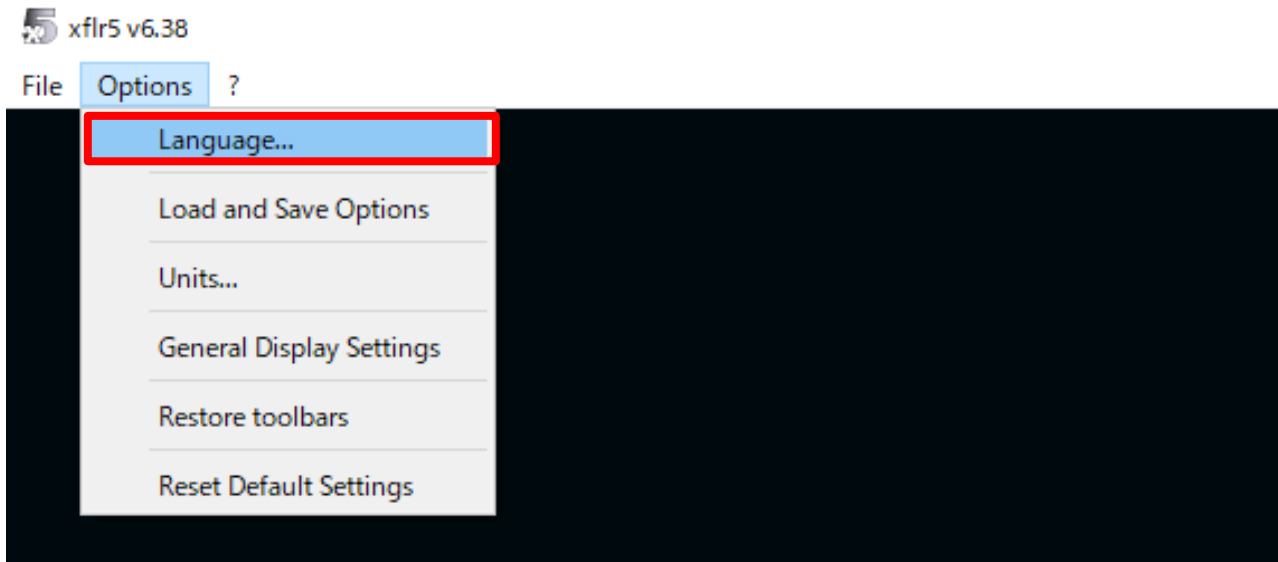 xflr5 v6.38
File Options ?
Language...
Load and Save Options
Units...
General Display Settings
Restore toolbars
Reset Default Settings